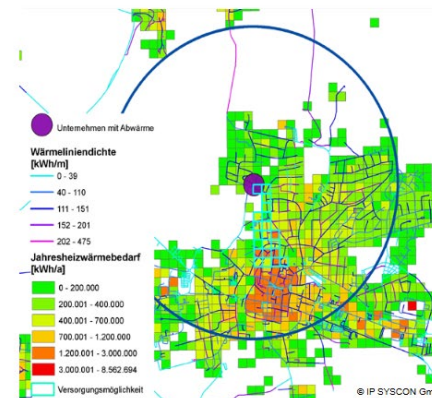 Unternehmen mit Abwärme
Wärmeliniendichte
[kWh/m]
0 - 39
40 - 110
111 - 151
152 - 201
202 - 475
Jahresheizwärmebedarf
[kWh/a]
0 - 200.000
200.001 - 400.000
400.001 - 700.000
700.001 - 1.200.000
1.200.001 - 3.000.000
3.000.001 - 8.562.694
Versorgungsmöglichkeit
© IP SYSCON Gm